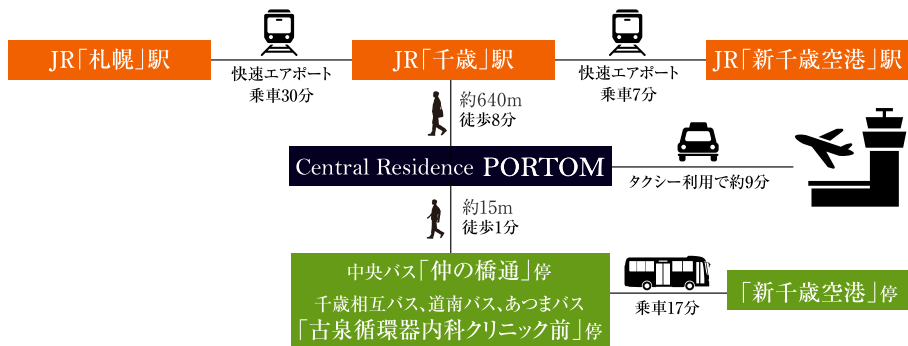 JR「札幌」駅
快速エアポート
乗車30分
JR「千歳」駅
快速エアポート
乗車7分
JR「新千歳空港」駅
約640m
徒歩8分
Central Residence PORTOM
タクシー利用で約9分
約15m
徒歩1分
中央バス「仲の橋通」停
千歳相互バス、道南バス、あつまバス
「古泉循環器内科クリニック前」停
乗車17分
「新千歳空港」停